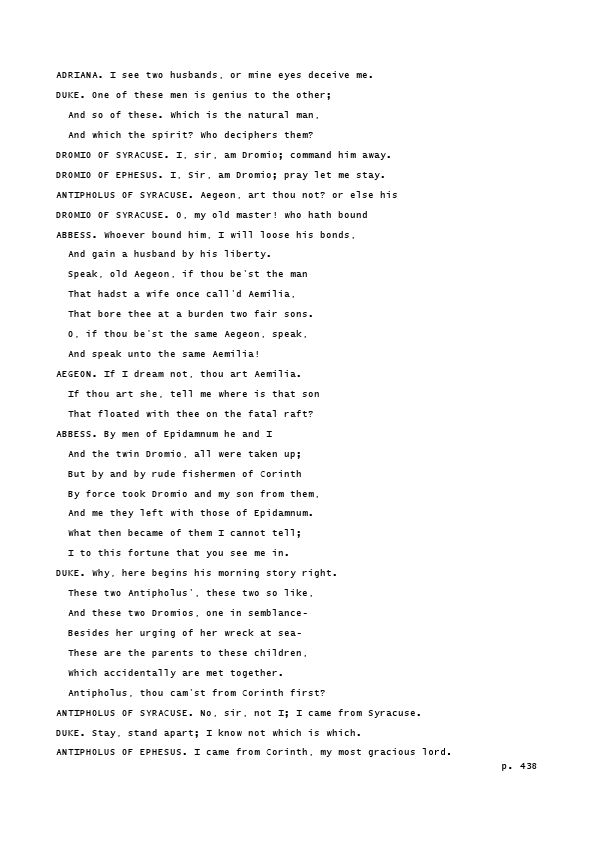 ADRIANA. I see two husbands, or mine eyes deceive me.
DUKE. One of these men is genius to the other;
And so of these. Which is the natural man,
And which the spirit? Who deciphers them?
DROMIO OF SYRACUSE. I, sir, am Dromio; command him away.
DROMIO OF EPHESUS. I, Sir, am Dromio; pray let me stay.
ANTIPHOLUS OF SYRACUSE. Aegeon, art thou not? or else his
DROMIO OF SYRACUSE. O, my old master! who hath bound
ABBESS. Whoever bound him, I will loose his bonds,
And gain a husband by his liberty.
Speak, old Aegeon, if thou be'st the man
That hadst a wife once call'd Aemilia,
That bore thee at a burden two fair sons.
O, if thou be'st the same Aegeon, speak,
And speak unto the same Aemilia!
AEGEON. If I dream not, thou art Aemilia.
If thou art she, tell me where is that son
That floated with thee on the fatal raft?
ABBESS. By men of Epidamnum he and I
And the twin Dromio, all were taken up;
But by and by rude fishermen of Corinth
By force took Dromio and my son from them,
And me they left with those of Epidamnum.
What then became of them I cannot tell;
I to this fortune that you see me in.
DUKE. Why, here begins his morning story right.
These two Antipholus', these two so like,
And these two Dromios, one in semblance-
Besides her urging of her wreck at sea-
These are the parents to these children,
Which accidentally are met together.
Antipholus, thou cam'st from Corinth first?
ANTIPHOLUS OF SYRACUSE. No, sir, not I; I came from Syracuse.
DUKE. Stay, stand apart; I know not which is which.
ANTIPHOLUS OF EPHESUS. I came from Corinth, my most gracious lord.
p. 438